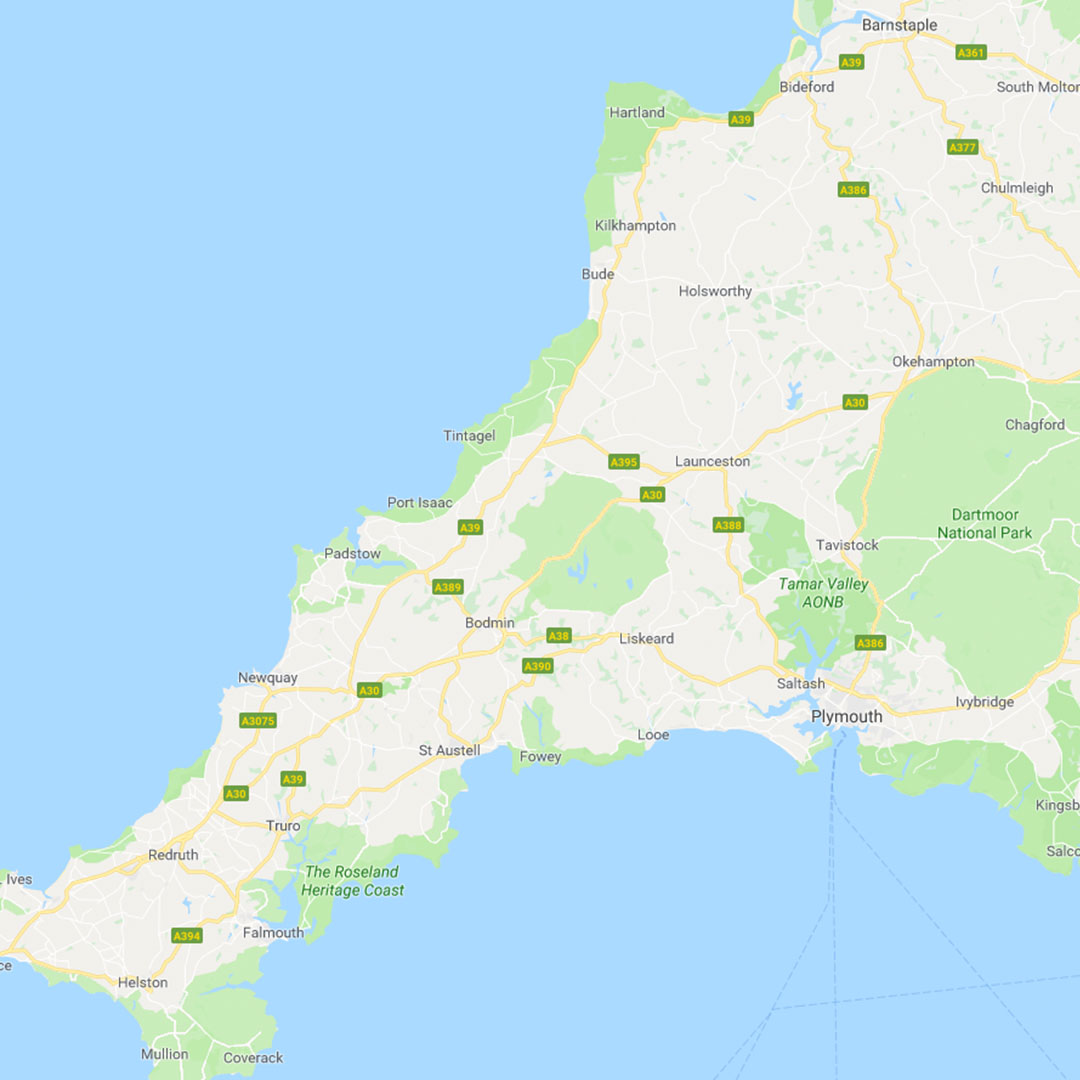 Barnstaple
A361
A39
Bideford
South Molton
Hartland
A39
A377
A386
Chulmleigh
Kilkhampton
Bude
Holsworthy
Okehampton
A30
Chagford
Tintagel
A395
Launceston
A30
Port Isaac
A39
A388
Dartmoor
National Park
Tavistock
Padstow
A389
Tamar Valley
AONB
Bodmin
A38
Liskeard
A386
A390
Newquay
A30
Saltash
Ivybridge
A3075
Plymouth
Looe
St Austell
Fowey
A39
A30
Kingsb
Truro
Redruth
Salco
The Roseland
Heritage Coast
. Ives
A394
Falmouth
ce
Helston
Mullion
Coverack